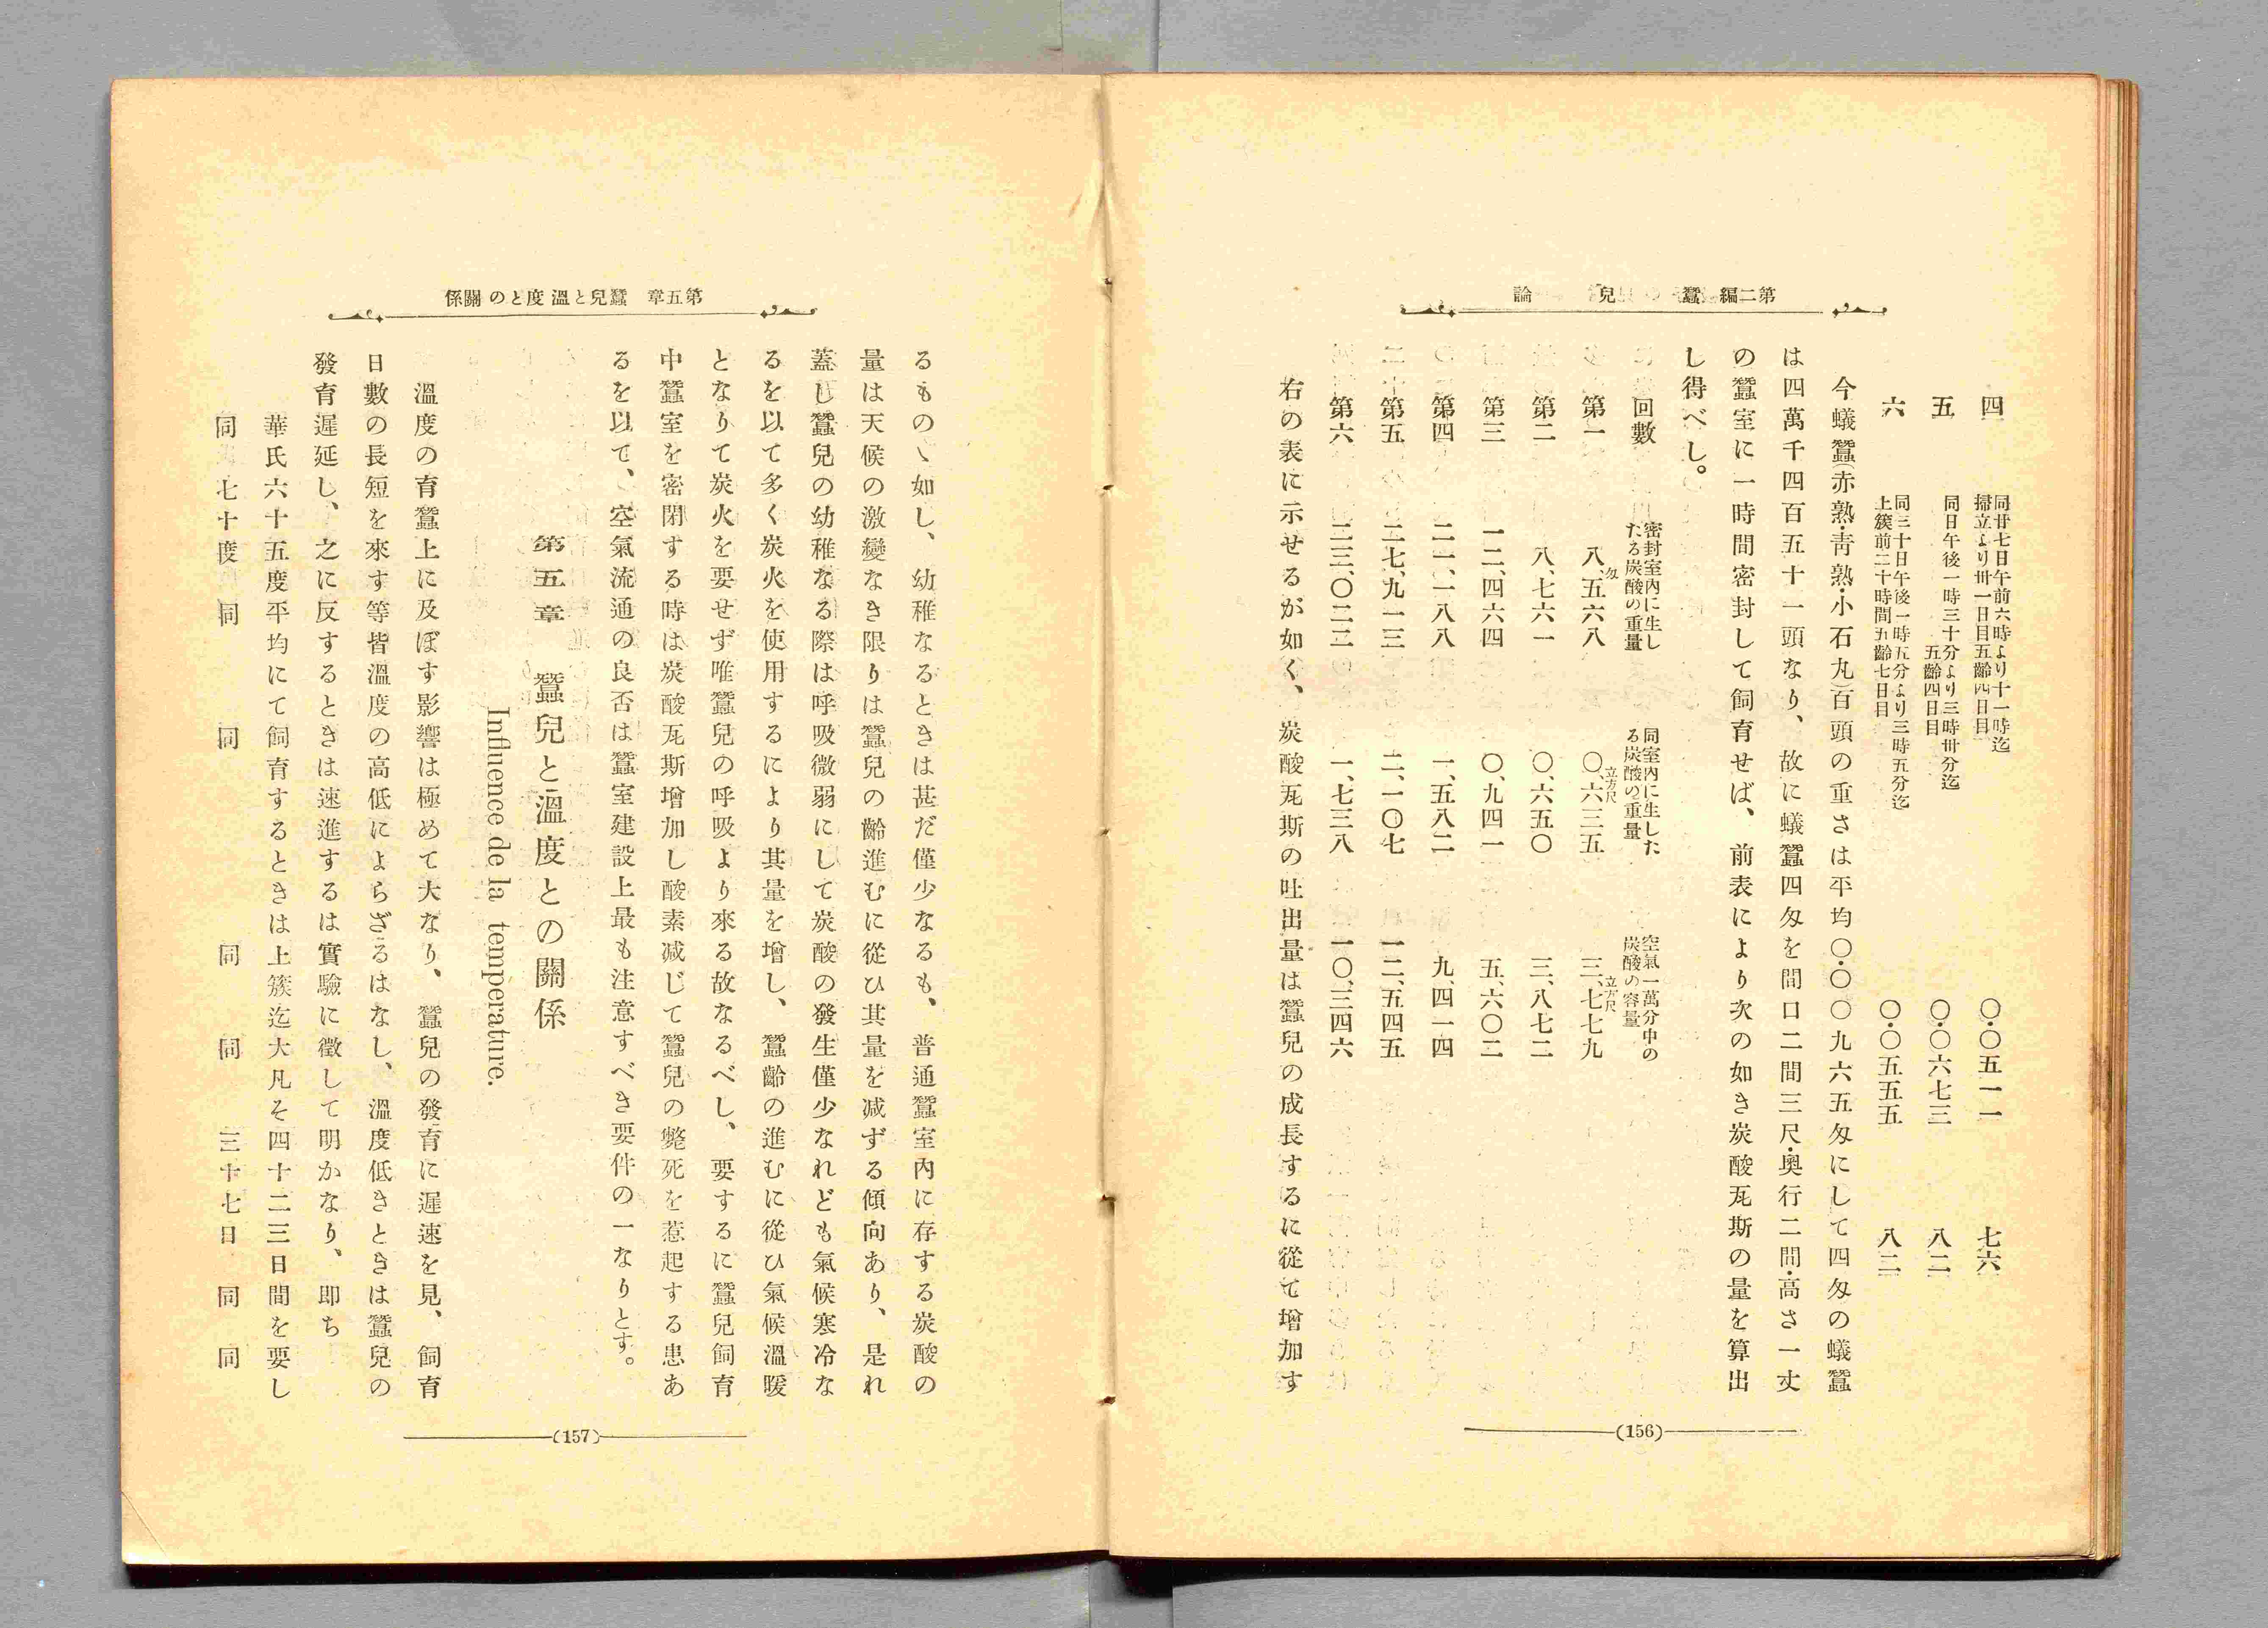 第二編　蠶兒論
四　同廿七日午前六時より十一時迄　掃立より卅一日目五齡四日目　〇・〇五一一　七六
五　同日午後一時三十分より三時卅分迄　五齡四日目　〇・〇六七三　八二
六　同三十日午後一時五分より三時五分迄　上簇前二十時間五齡七日目　〇・〇五五五　八二
今蟻蠶(赤熟・靑熟・小石丸)百頭の重さは平均〇・〇〇九六五匁にして四匁の蟻蠶
は四萬千四百五十一頭なり、故に蟻蠶四匁を間口二間三尺・奧行二間・高さ一丈
の蠶室に一時間密封して飼育せば、前表により次の如き炭酸瓦斯の量を算出
し得べし。
回數　密封室內に生したる炭酸の重量　同室內に生したる炭酸の重量　空氣一萬分中の炭酸の容量
第一　八、五六八匁　〇、六三五立方尺　三、七七九立方尺
第二　八、七六一　〇、六五〇　三、八七二
第三　一二、四六四　〇、九四一　五、六〇二
第四　二一、一八八　一、五八二　九、四一四
第五　二七、九一三　二、一〇七　一二、五四五
第六　二三、〇二二　一、七三八　一〇、三四六
右の表に示せるが如く、炭酸瓦斯の吐出量は蠶兒の成長するに從て增加す
(156)
第五章　蠶兒と溫度との關係
るものゝ如し、幼稚なるときは甚だ僅少なるも、普通蠶室內に存する炭酸の
量は天候の激變なき限りは蠶兒の齡進むに從ひ其量を減ずる傾向あり、是れ
蓋し蠶兒の幼稚なる際は呼吸微弱にして炭酸の發生僅少なれども氣候寒冷な
るを以て多く炭火を使用するにより其量を增し、蠶齡の進むに從ひ氣候溫暖
となりて炭火を要せず唯蠶兒の呼吸より來る故なるべし、要するに蠶兒飼育
中蠶室を密閉する時は炭酸瓦斯增加し酸素減じて蠶兒の斃死を惹起する患あ
るを以て、空氣流通の良否は蠶室建設上最も注意すべき要件の一なりとす。
第五章　蠶兒と溫度との關係
Influence de la temperature.
溫度の育蠶上に及ぼす影響は極めて大なり、蠶兒の發育に遲速を見、飼育
日數の長短を來す等皆溫度の高低によらざるはなし、溫度低きときは蠶兒の
發育遲延し、之に反するときは速進するは實驗に徵して明かなり、卽ち
華氏六十五度平均にて飼育するときは上簇迄大凡そ四十二三日間を要し
同　七十度　同　同　同　同　三十七日　同　同
(157)